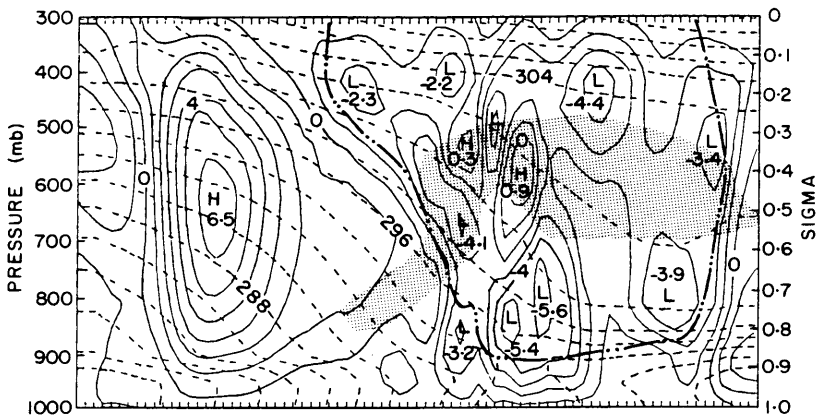 300
400
500
600
700
800
900
1000
PRESSURE (mb)
0
0·1
0·2
0·3
0·4
0·5
0·6
0·7
0·8
0·9
1·0
SIGMA
4
0
H
6·5
0
288
296
304
L
-2·3
L
-2·2
L
-4·4
L
H
0·3
0
H
0·9
L
-3·4
L
-4·1
-4
L
-5·6
L
-5·4
L
-3·2
-3·9
L
0